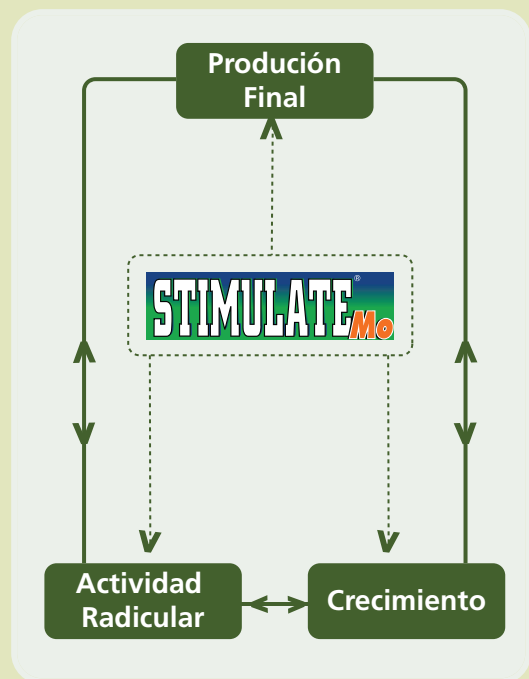 Produción
Final
STIMULATE®
Mo
Actividad
Radicular
Crecimiento